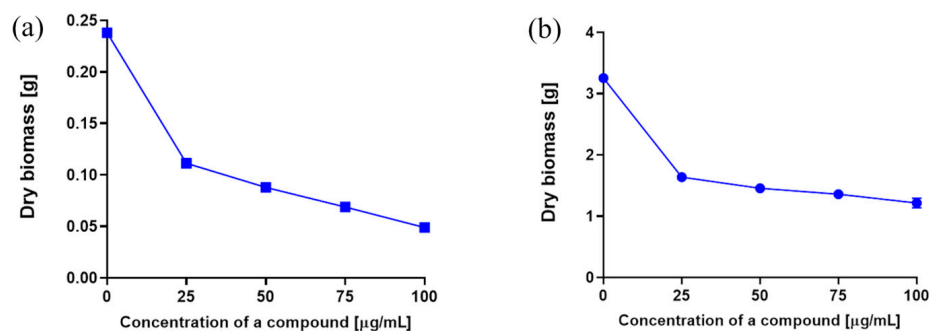 (a)
0.25
0.20
0.15
0.10
0.05
0.00
Dry biomass [g]
0 25 50 75 100
Concentration of a compound [μg/mL]
(b)
4
3
2
1
0
Dry biomass [g]
0 25 50 75 100
Concentration of a compound [μg/mL]